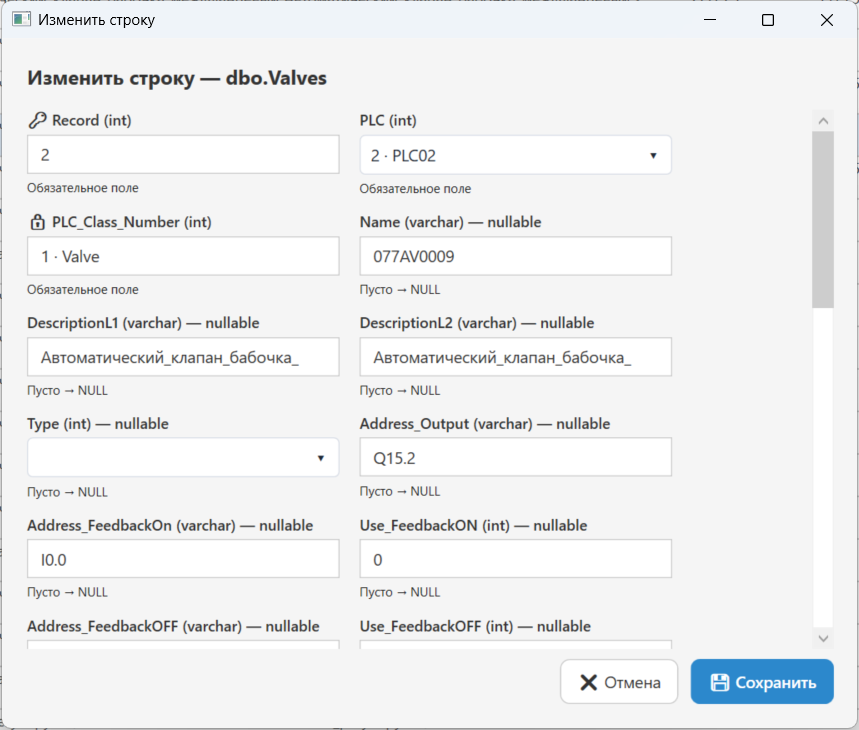 Изменить строку
Изменить строку — dbo.Valves
Record (int)
PLC (int)
2
2 · PLC02
Обязательное поле
Обязательное поле
PLC_Class_Number (int)
Name (varchar) — nullable
1 · Valve
077AV0009
Обязательное поле
Пусто → NULL
DescriptionL1 (varchar) — nullable
DescriptionL2 (varchar) — nullable
Автоматический_клапан_бабочка_
Автоматический_клапан_бабочка_
Пусто → NULL
Пусто → NULL
Type (int) — nullable
Address_Output (varchar) — nullable
Q15.2
Пусто → NULL
Пусто → NULL
Address_FeedbackOn (varchar) — nullable
Use_FeedbackON (int) — nullable
I0.0
0
Пусто → NULL
Пусто → NULL
Address_FeedbackOFF (varchar) — nullable
Use_FeedbackOFF (int) — nullable
Отмена
Сохранить